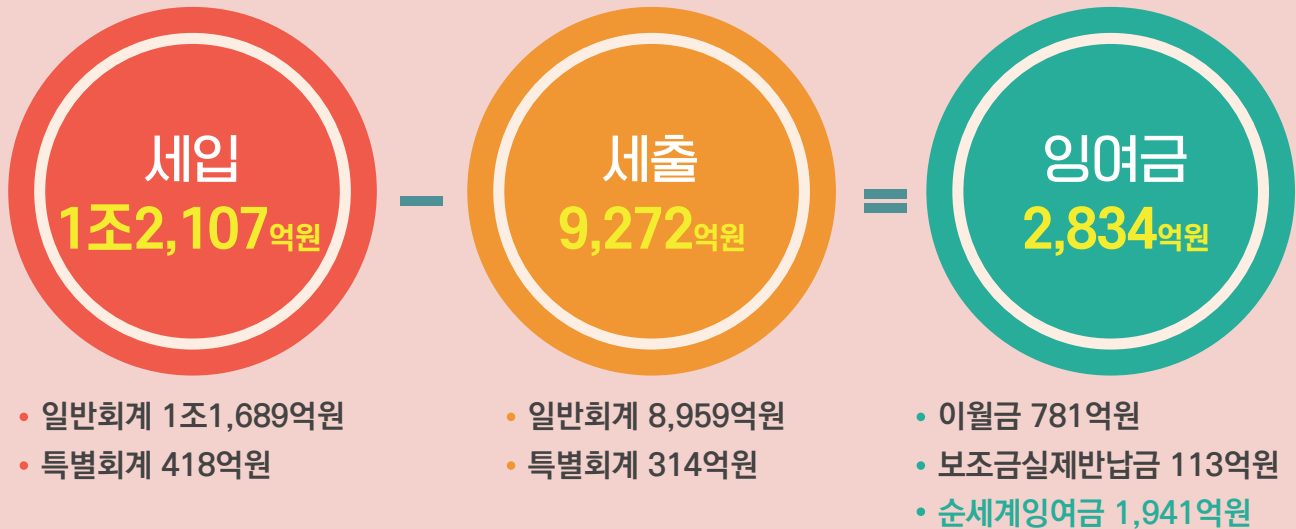 세입
1조2,107억원
• 일반회계 1조1,689억원
• 특별회계 418억원
-
세출
9,272억원
• 일반회계 8,959억원
• 특별회계 314억원
=
잉여금
2,834억원
• 이월금 781억원
• 보조금실제반납금 113억원
• 순세계잉여금 1,941억원